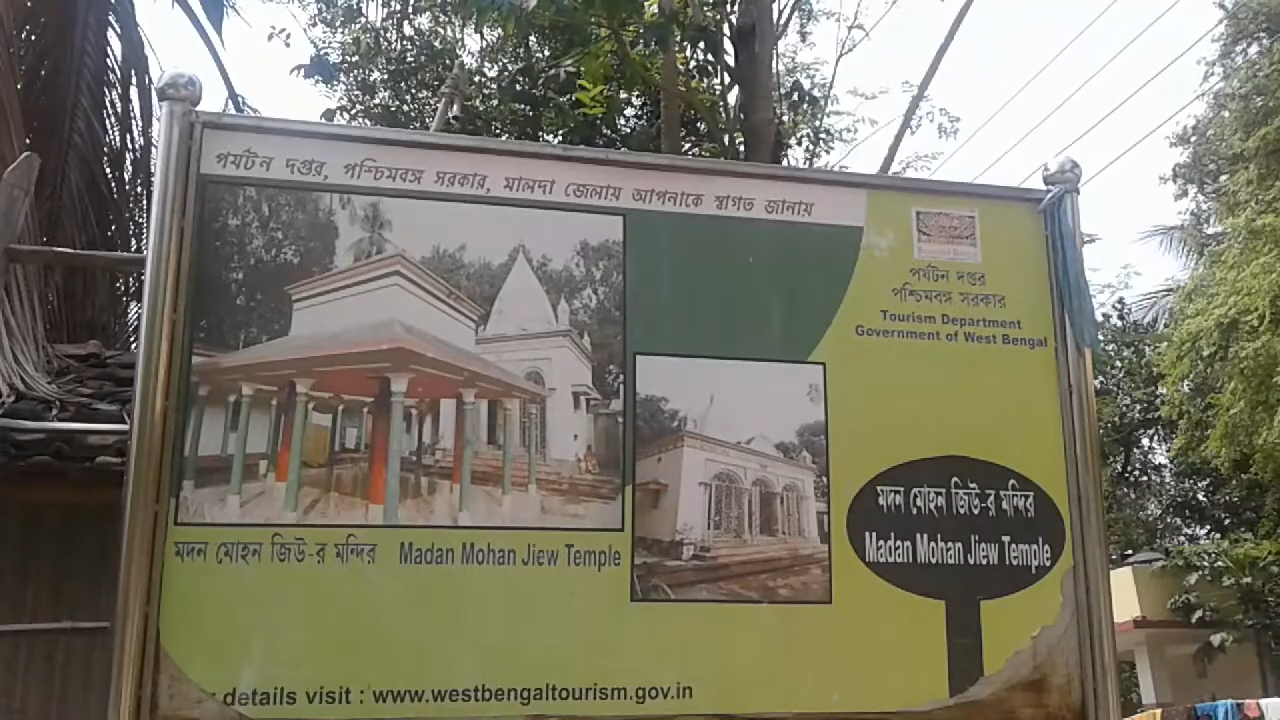 পর্যটন দপ্তর, পশ্চিমবঙ্গ সরকার, মালদা জেলায় আপনাকে স্বাগত জানায়
পর্যটন দপ্তর
পশ্চিমবঙ্গ সরকার
Tourism Department
Government of West Bengal
মদন মোহন জিউ-র মন্দির
Madan Mohan Jiew Temple
মদন মোহন জিউ-র মন্দির Madan Mohan Jiew Temple
details visit : www.westbengaltourism.gov.in